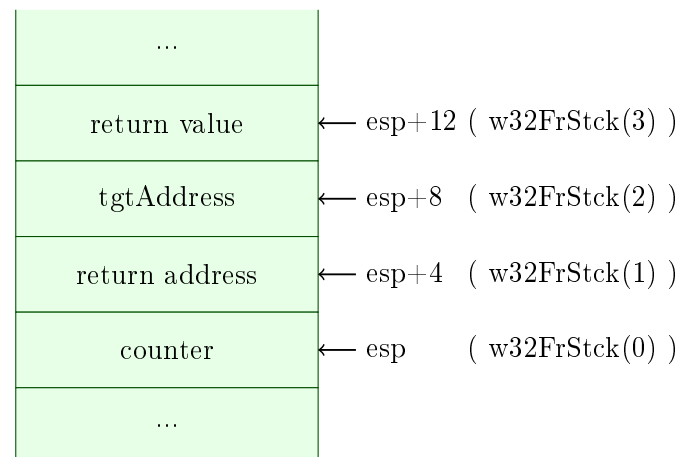 ...
return value esp+12 ( w32FrStck(3) )
tgtAddress esp+8 ( w32FrStck(2) )
return address esp+4 ( w32FrStck(1) )
counter esp ( w32FrStck(0) )
...